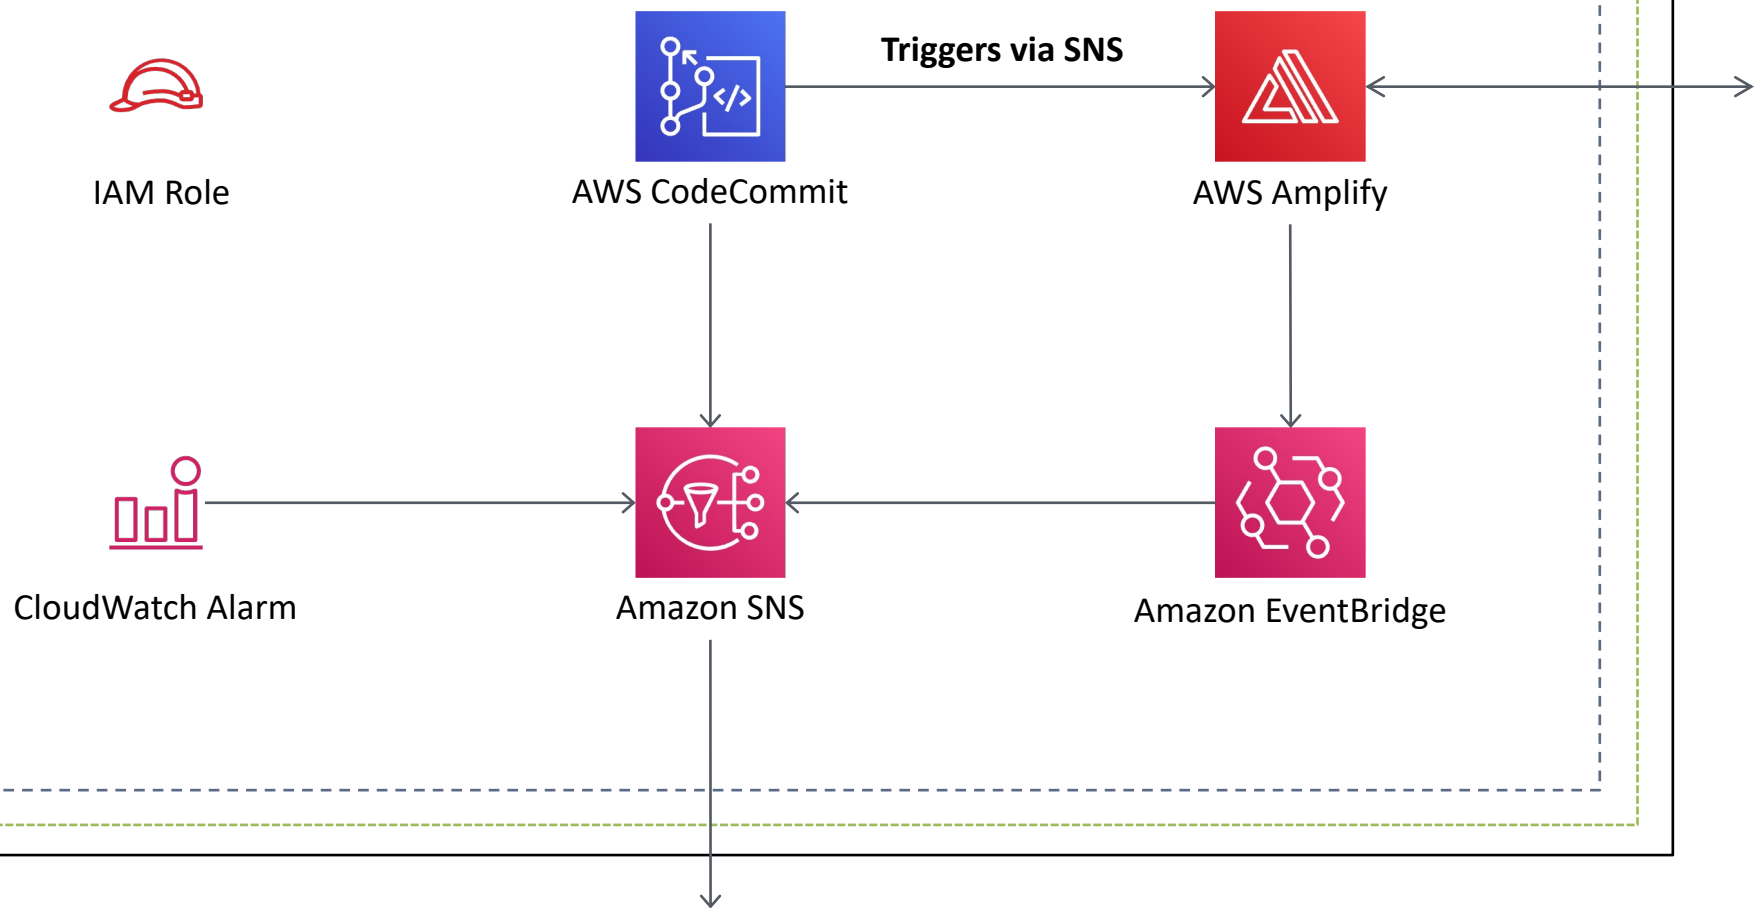 Triggers via SNS
IAM Role
AWS CodeCommit
AWS Amplify
CloudWatch Alarm
Amazon SNS
Amazon EventBridge